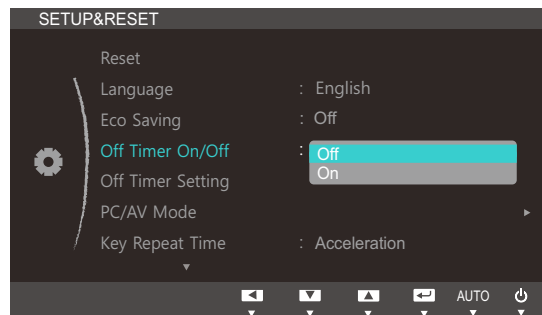 SETUP&RESET
Reset
Language : English
Eco Saving : Off
Off Timer On/Off : Off
On
Off Timer Setting
PC/AV Mode
Key Repeat Time : Acceleration
AUTO